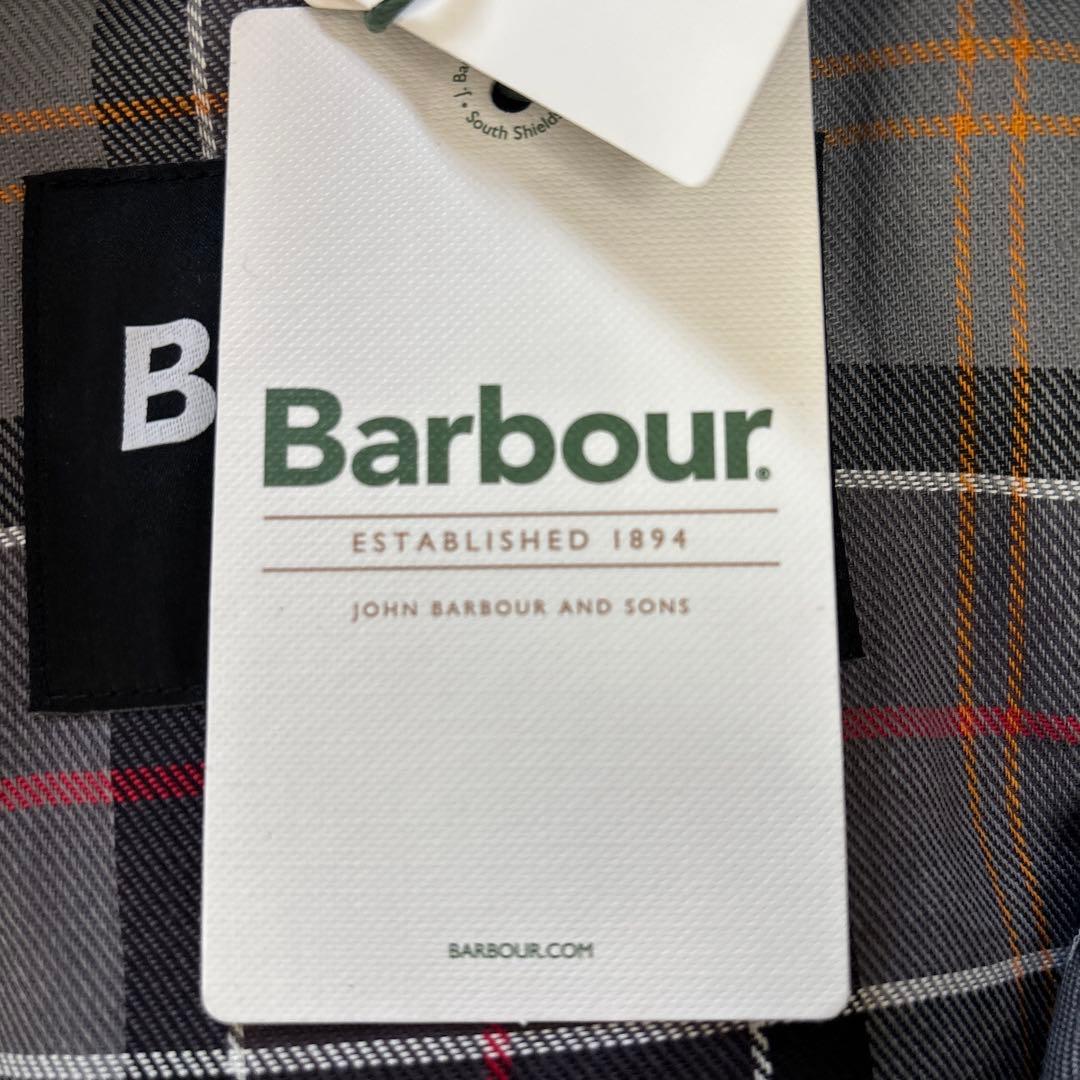 South Shields
B
Barbour
ESTABLISHED 1894
JOHN BARBOUR AND SONS
BARBOUR.COM